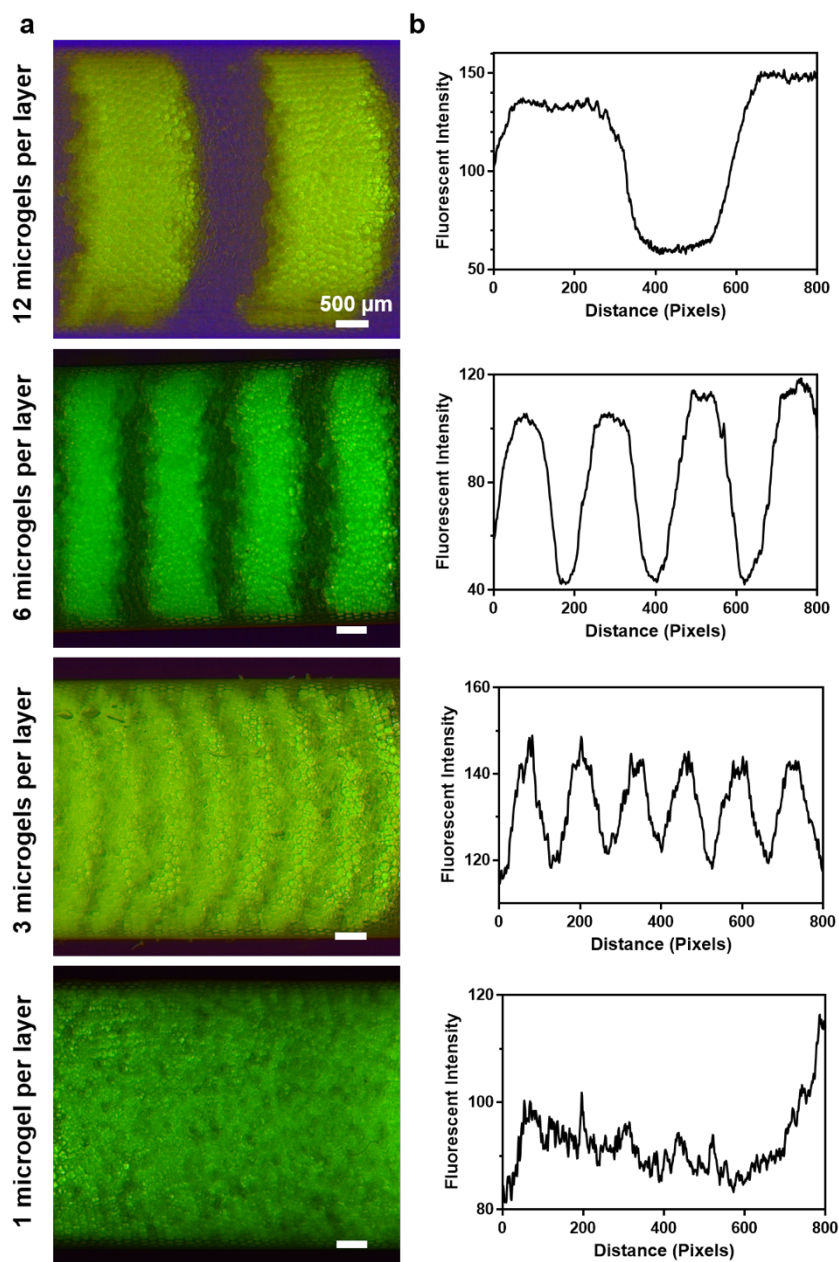 a
b
12 microgels per layer
500 µm
Fluorescent Intensity
150
100
50
0
200
400
600
800
Distance (Pixels)
6 microgels per layer
Fluorescent Intensity
120
80
40
0
200
400
600
800
Distance (Pixels)
3 microgels per layer
Fluorescent Intensity
160
140
120
0
200
400
600
800
Distance (Pixels)
1 microgel per layer
Fluorescent Intensity
120
100
80
0
200
400
600
800
Distance (Pixels)